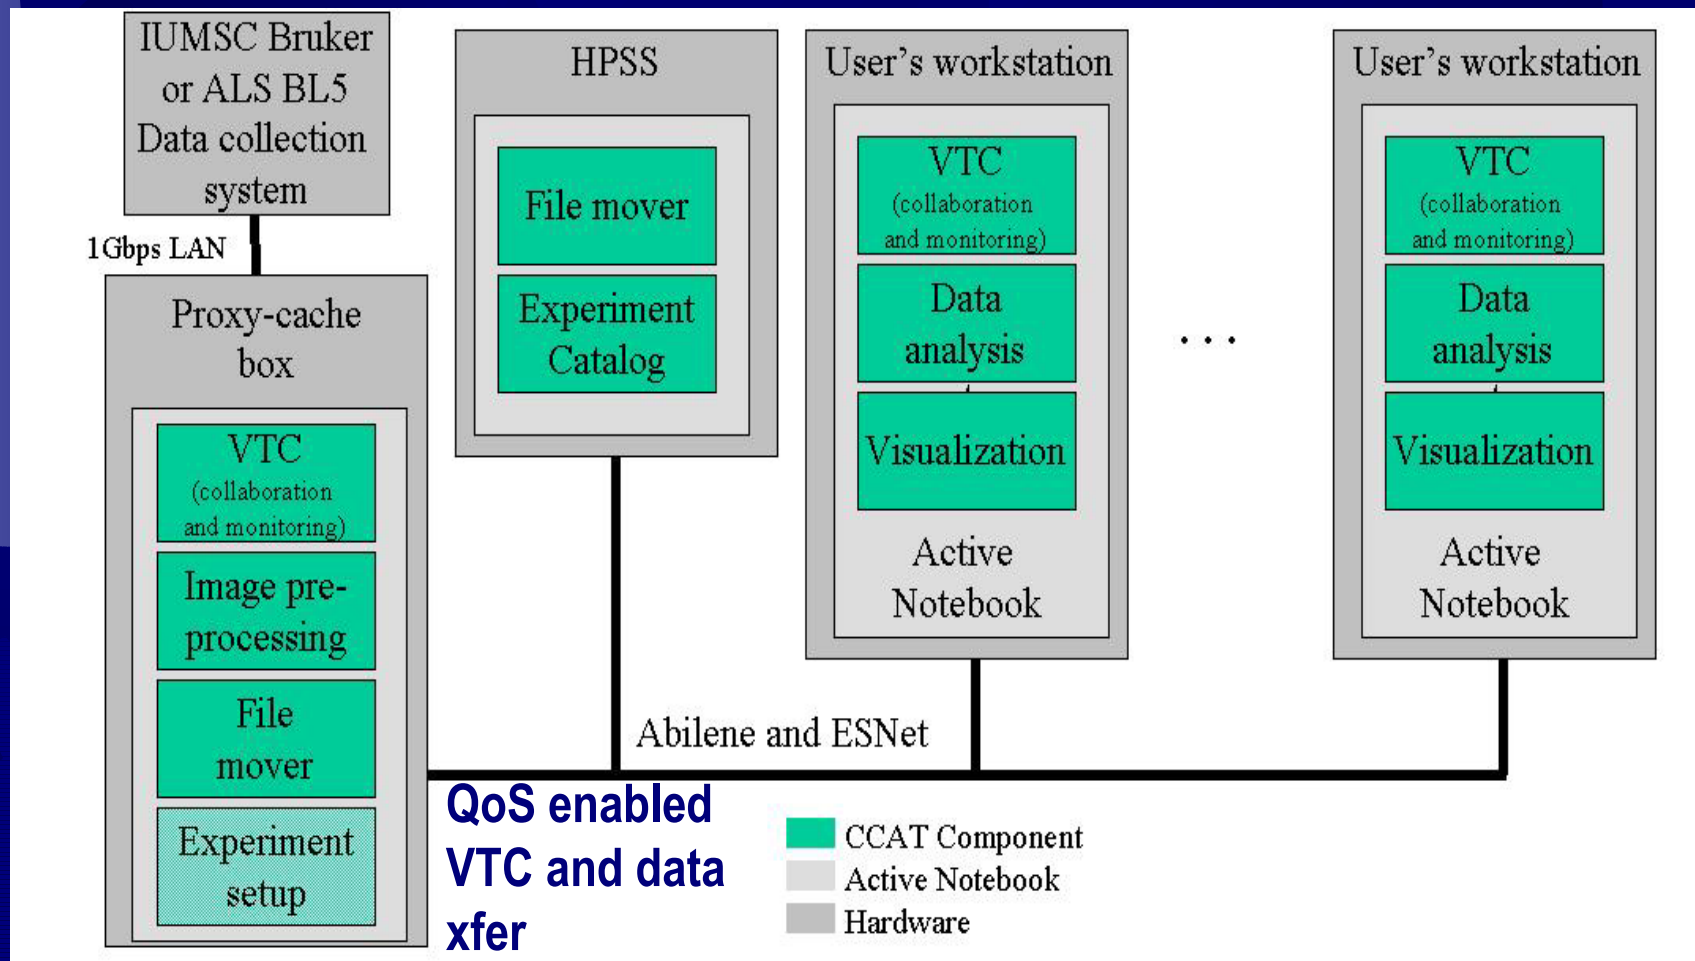 IUMSC Bruker
or ALS BL5
Data collection
system
1Gbps LAN
Proxy-cache
box
VTC
(collaboration
and monitoring)
Image pre-
processing
File
mover
Experiment
setup
HPSS
File mover
Experiment
Catalog
User's workstation
VTC
(collaboration
and monitoring)
Data
analysis
Visualization
Active
Notebook
. . .
User's workstation
VTC
(collaboration
and monitoring)
Data
analysis
Visualization
Active
Notebook
Abilene and ESNet
QoS enabled
VTC and data
xfer
CCAT Component
Active Notebook
Hardware